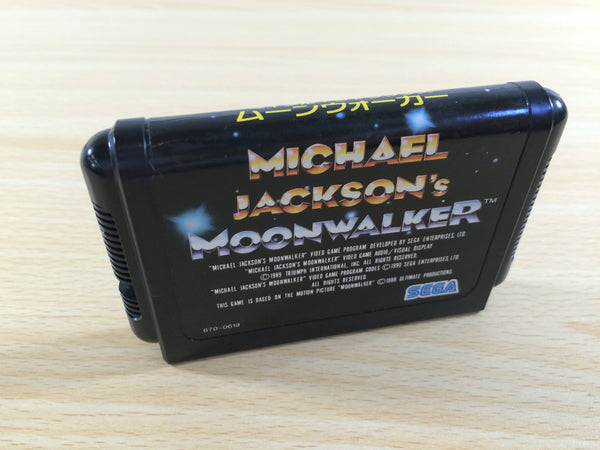 ムーンウォーカー
MICHAEL
JACKSON'S
MOONWALKER™
"MICHAEL JACKSON'S MOONWALKER" VIDEO GAME PROGRAM DEVELOPED BY SEGA ENTERPRISES, LTD.
"MICHAEL JACKSON'S MOONWALKER" VIDEO GAME AUDIO/VISUAL DISPLAY
©1989 TRIUMPH INTERNATIONAL, INC. ALL RIGHTS RESERVED.
"MICHAEL JACKSON'S MOONWALKER" VIDEO GAME PROGRAM CODES ©1990 SEGA ENTERPRISES, LTD.
ALL RIGHTS RESERVED.
THIS GAME IS BASED ON THE MOTION PICTURE "MOONWALKER" ©1988 ULTIMATE PRODUCTIONS.
SEGA
670-0619